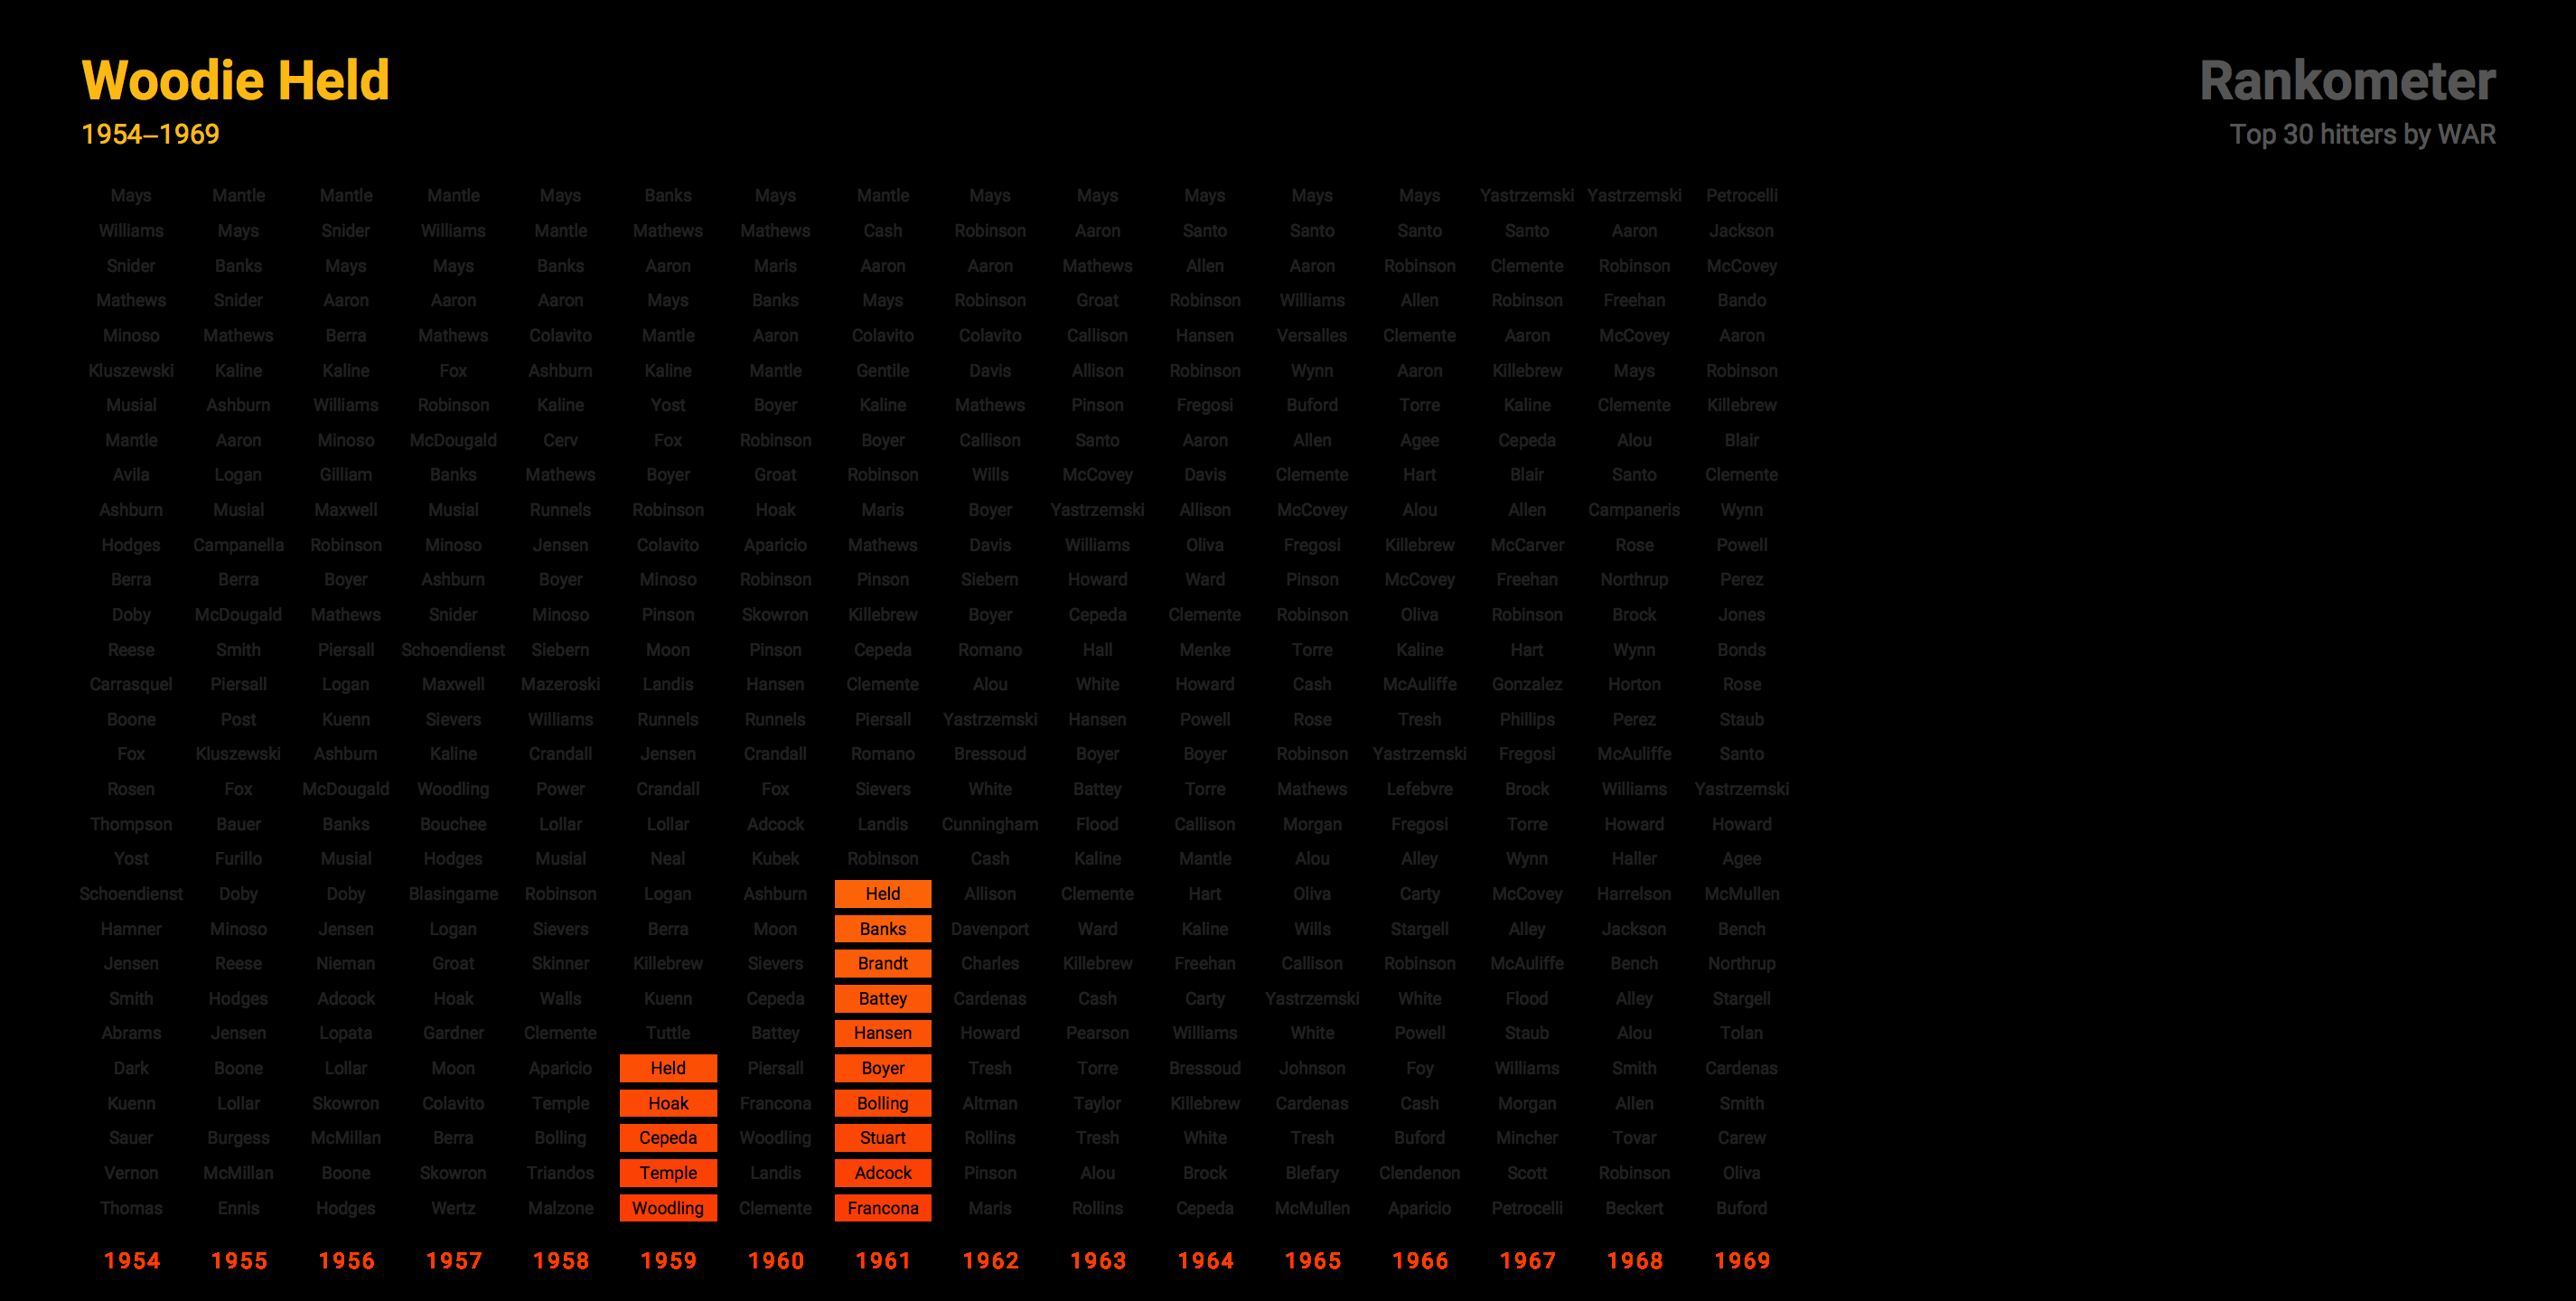 Woodie Held
1954–1969
Rankometer
Top 30 hitters by WAR
Mays Mantle Mantle Mantle Mays Banks Mays Mantle Mays Mays Mays Mays Mays Yastrzemski Yastrzemski Petrocelli
Williams Mays Snider Williams Mantle Mathews Mathews Cash Robinson Aaron Santo Santo Santo Santo Aaron Jackson
Snider Banks Mays Mays Banks Aaron Maris Aaron Aaron Mathews Allen Aaron Robinson Clemente Robinson McCovey
Mathews Snider Aaron Aaron Aaron Mays Banks Mays Robinson Groat Robinson Williams Allen Robinson Freehan Bando
Minoso Mathews Berra Mathews Colavito Mantle Aaron Colavito Colavito Callison Hansen Versalles Clemente Aaron McCovey Aaron
Kluszewski Kaline Kaline Fox Ashburn Kaline Mantle Gentile Davis Allison Robinson Wynn Aaron Killebrew Mays Robinson
Musial Ashburn Williams Robinson Kaline Yost Boyer Kaline Mathews Pinson Fregosi Buford Torre Kaline Clemente Killebrew
Mantle Aaron Minoso McDougald Cerv Fox Robinson Boyer Callison Santo Aaron Allen Agee Cepeda Alou Blair
Avila Logan Gilliam Banks Mathews Boyer Groat Robinson Wills McCovey Davis Clemente Hart Blair Santo Clemente
Ashburn Musial Maxwell Musial Runnels Robinson Hoak Maris Boyer Yastrzemski Allison McCovey Alou Allen Campaneris Wynn
Hodges Campanella Robinson Minoso Jensen Colavito Aparicio Mathews Davis Williams Oliva Fregosi Killebrew McCarver Rose Powell
Berra Berra Boyer Ashburn Boyer Minoso Robinson Pinson Siebern Howard Ward Pinson McCovey Freehan Northrup Perez
Doby McDougald Mathews Snider Minoso Pinson Skowron Killebrew Boyer Cepeda Clemente Robinson Oliva Robinson Brock Jones
Reese Smith Piersall Schoendienst Siebern Moon Pinson Cepeda Romano Hall Menke Torre Kaline Hart Wynn Bonds
Carrasquel Piersall Logan Maxwell Mazeroski Landis Hansen Clemente Alou White Howard Cash McAuliffe Gonzalez Horton Rose
Boone Post Kuenn Sievers Williams Runnels Runnels Piersall Yastrzemski Hansen Powell Rose Tresh Phillips Perez Staub
Fox Kluszewski Ashburn Kaline Crandall Jensen Crandall Romano Bressoud Boyer Boyer Robinson Yastrzemski Fregosi McAuliffe Santo
Rosen Fox McDougald Woodling Power Crandall Fox Sievers White Battey Torre Mathews Lefebvre Brock Williams Yastrzemski
Thompson Bauer Banks Bouchee Lollar Lollar Adcock Landis Cunningham Flood Callison Morgan Fregosi Torre Howard Howard
Yost Furillo Musial Hodges Musial Neal Kubek Robinson Cash Kaline Mantle Alou Alley Wynn Haller Agee
Schoendienst Doby Doby Blasingame Robinson Logan Ashburn Held Allison Clemente Hart Oliva Carty McCovey Harrelson McMullen
Hamner Minoso Jensen Logan Sievers Berra Moon Banks Davenport Ward Kaline Wills Stargell Alley Jackson Bench
Jensen Reese Nieman Groat Skinner Killebrew Sievers Brandt Charles Killebrew Freehan Callison Robinson McAuliffe Bench Northrup
Smith Hodges Adcock Hoak Walls Kuenn Cepeda Battey Cardenas Cash Carty Yastrzemski White Flood Alley Stargell
Abrams Jensen Lopata Gardner Clemente Tuttle Battey Hansen Howard Pearson Williams White Powell Staub Alou Tolan
Dark Boone Lollar Moon Aparicio Held Piersall Boyer Tresh Torre Bressoud Johnson Foy Williams Smith Cardenas
Kuenn Lollar Skowron Colavito Temple Hoak Francona Bolling Altman Taylor Killebrew Cardenas Cash Morgan Allen Smith
Sauer Burgess McMillan Berra Bolling Cepeda Woodling Stuart Rollins Tresh White Tresh Buford Mincher Tovar Carew
Vernon McMillan Boone Skowron Triandos Temple Landis Adcock Pinson Alou Brock Blefary Clendenon Scott Robinson Oliva
Thomas Ennis Hodges Wertz Malzone Woodling Clemente Francona Maris Rollins Cepeda McMullen Aparicio Petrocelli Beckert Buford
1954 1955 1956 1957 1958 1959 1960 1961 1962 1963 1964 1965 1966 1967 1968 1969